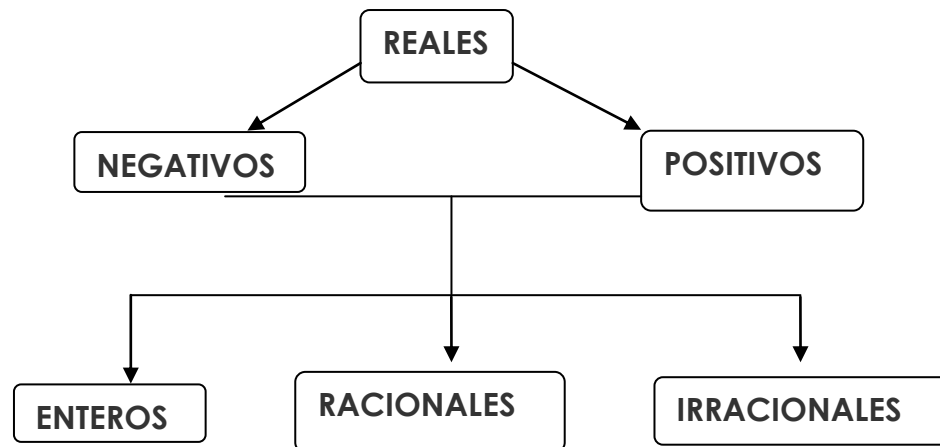 REALES
NEGATIVOS
POSITIVOS
ENTEROS
RACIONALES
IRRACIONALES